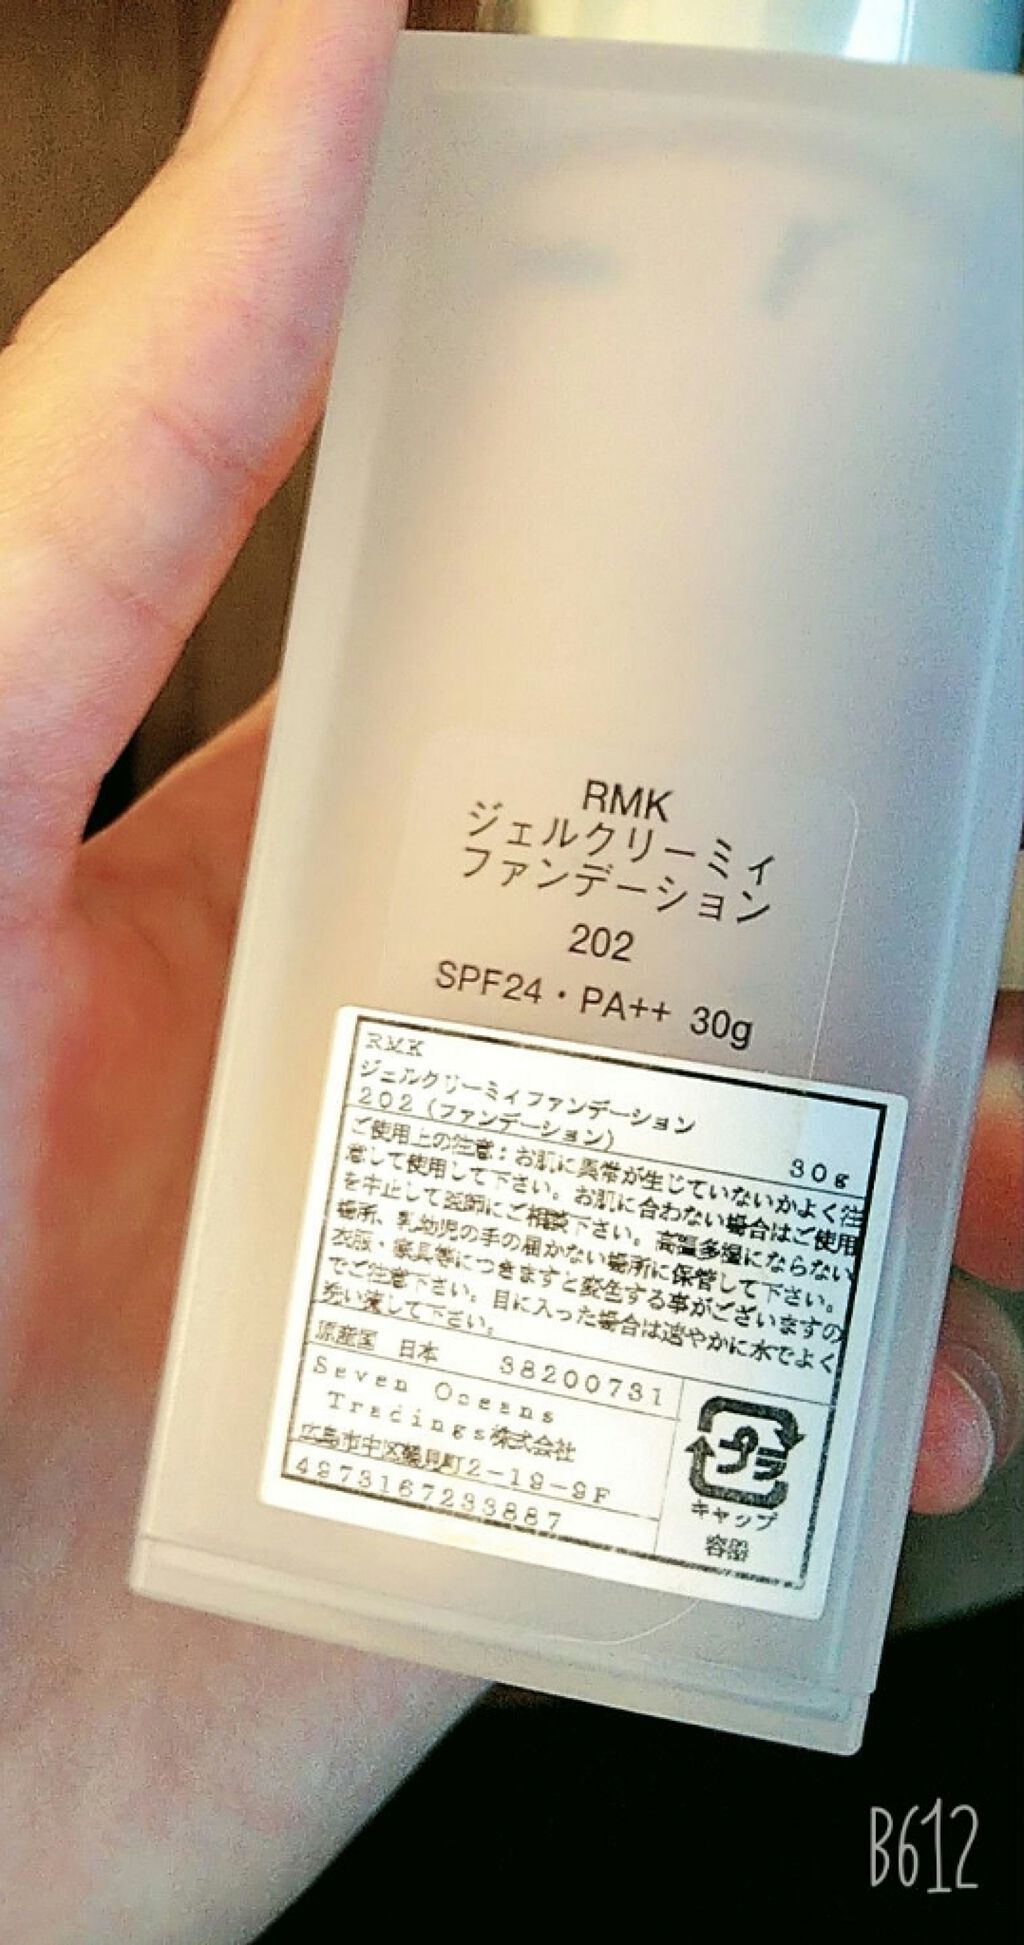 RMK
ジェルクリーミィ
ファンデーション
202
SPF24・PA++ 30g
RMK
ジェルクリーミィファンデーション
202(ファンデーション) 30g
ご使用上の注意:お肌に異常が生じていないかよく注
意して使用して下さい。お肌に合わない場合はご使用
を中止して医師にご相談下さい。高温多湿にならない
場所、乳幼児の手の届かない場所に保管して下さい。
衣服・家具等につきますと変色する事がございますの
でご注意下さい。目に入った場合は速やかに水でよく
洗い流して下さい。
原産国 日本 38200731
Seven Oceans
Tradings株式会社
広島市中区鶴見町2-19-9F
4973167233887
プラ
キャップ
容器
B612